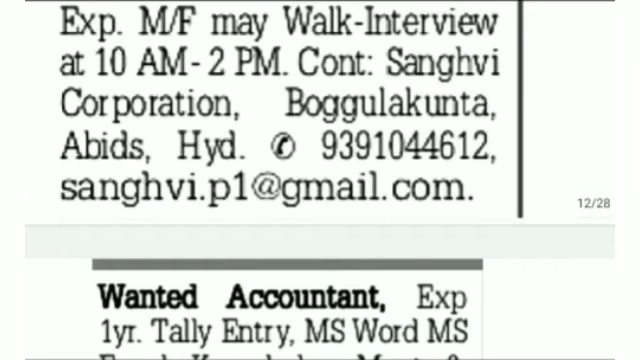 Exp. M/F may Walk-Interview
at 10 AM- 2 PM. Cont: Sanghvi
Corporation, Boggulakunta,
Abids, Hyd. ✆ 9391044612,
sanghvi.p1@gmail.com.
12/28
Wanted Accountant, Exp
1yr. Tally Entry, MS Word MS